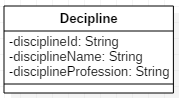 Decipline
-disciplineId: String
-disciplineName: String
-disciplineProfession: String